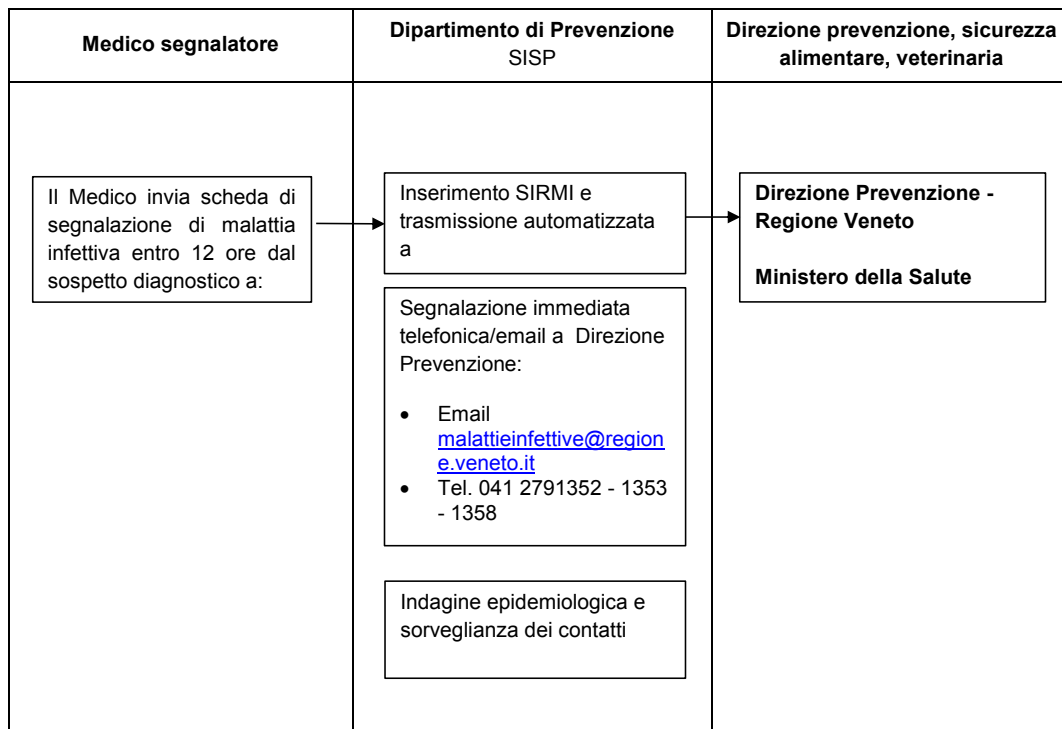 Medico segnalatore
Dipartimento di Prevenzione
SISP
Direzione prevenzione, sicurezza
alimentare, veterinaria
Il Medico invia scheda di
segnalazione di malattia
infettiva entro 12 ore dal
sospetto diagnostico a:
Inserimento SIRMI e
trasmissione automatizzata
a
Segnalazione immediata
telefonica/email a Direzione
Prevenzione:
• Email
malattieinfettive@region
e.veneto.it
• Tel. 041 2791352 - 1353
- 1358
Indagine epidemiologica e
sorveglianza dei contatti
Direzione Prevenzione -
Regione Veneto
Ministero della Salute